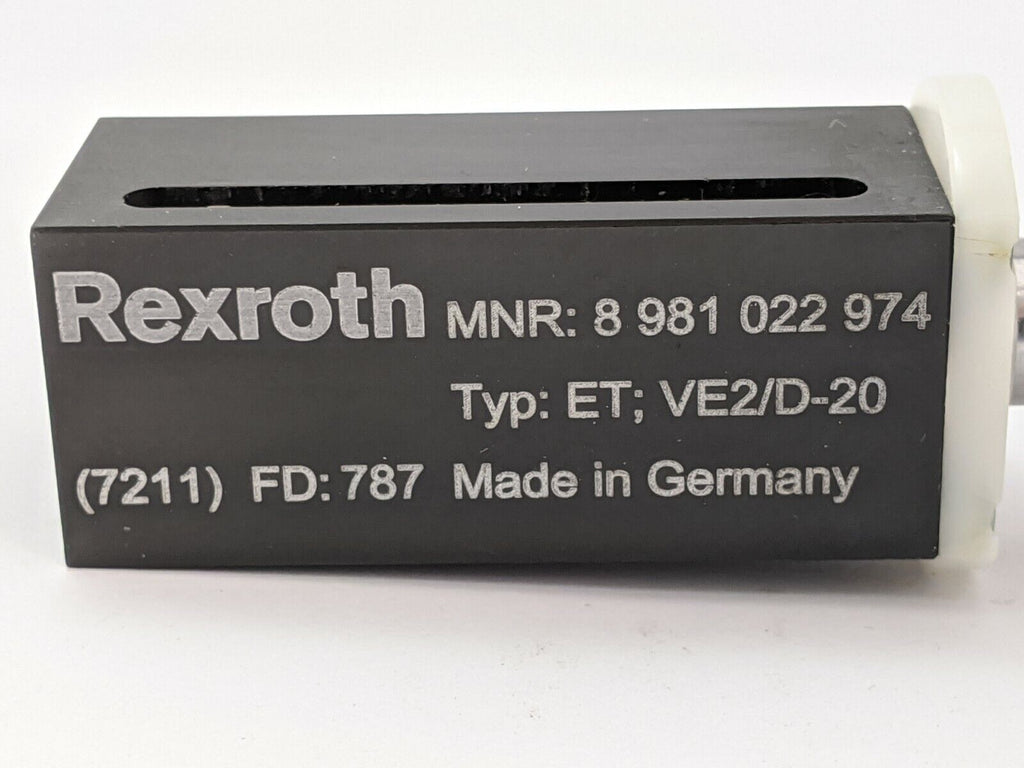 Rexroth MNR: 8 981 022 974
Typ: ET; VE2/D-20
(7211) FD: 787 Made in Germany